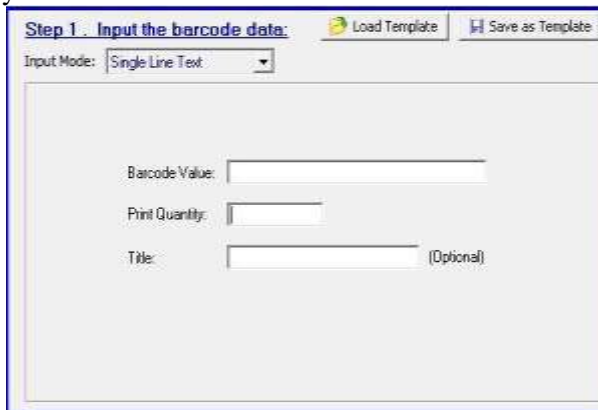 y
Step 1 . Input the barcode data: Load Template Save as Template
Input Mode: Single Line Text
Barcode Value:
Print Quantity:
Title: (Optional)